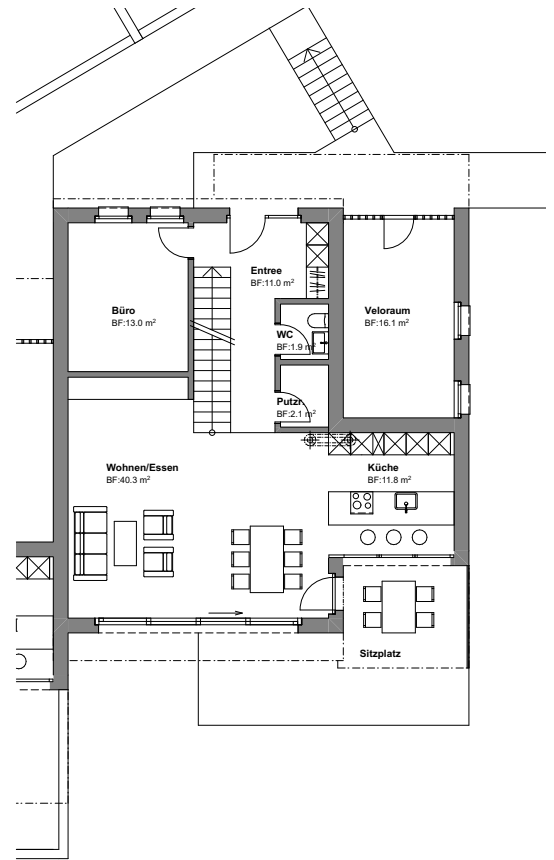 Entree
BF:11.0 m²
Büro
BF:13.0 m²
Veloraum
BF:16.1 m²
WC
BF:1.9 m²
Putzr.
BF:2.1 m²
Wohnen/Essen
BF:40.3 m²
Küche
BF:11.8 m²
Sitzplatz